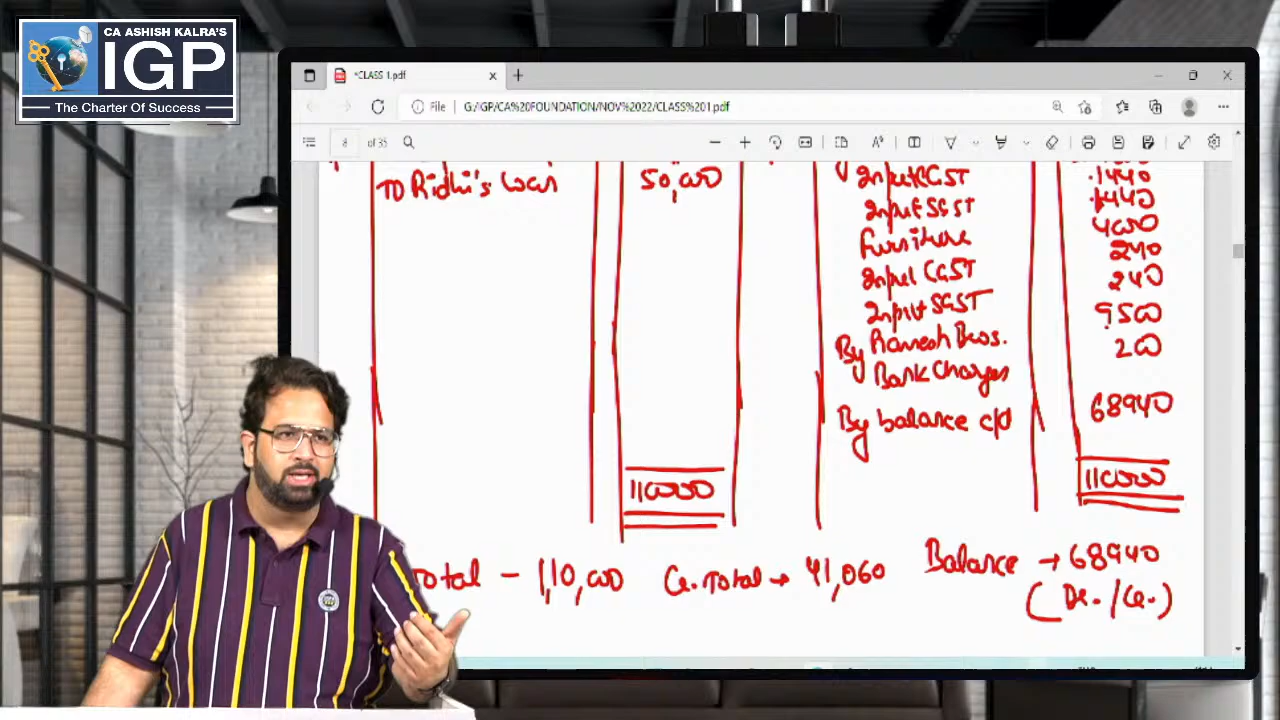 CA ASHISH KALRA'S
IGP
The Charter Of Success
*CLASS 1.pdf
File G:/IGP/CA%20FOUNDATION/NOV%2022/CLASS%201.pdf
8 of 35
To Ridhi's Loan 50,000
Input CGST 1440
Input SGST 1440
Furniture 4000
Input CGST 240
Input SGST 240
By Ramesh Bros. 9500
Bank Charges 200
By balance c/d 68940
110000 110000
Total - 1,10,000 Cr. Total → 41,060 Balance → 68940
(Dr./Cr.)